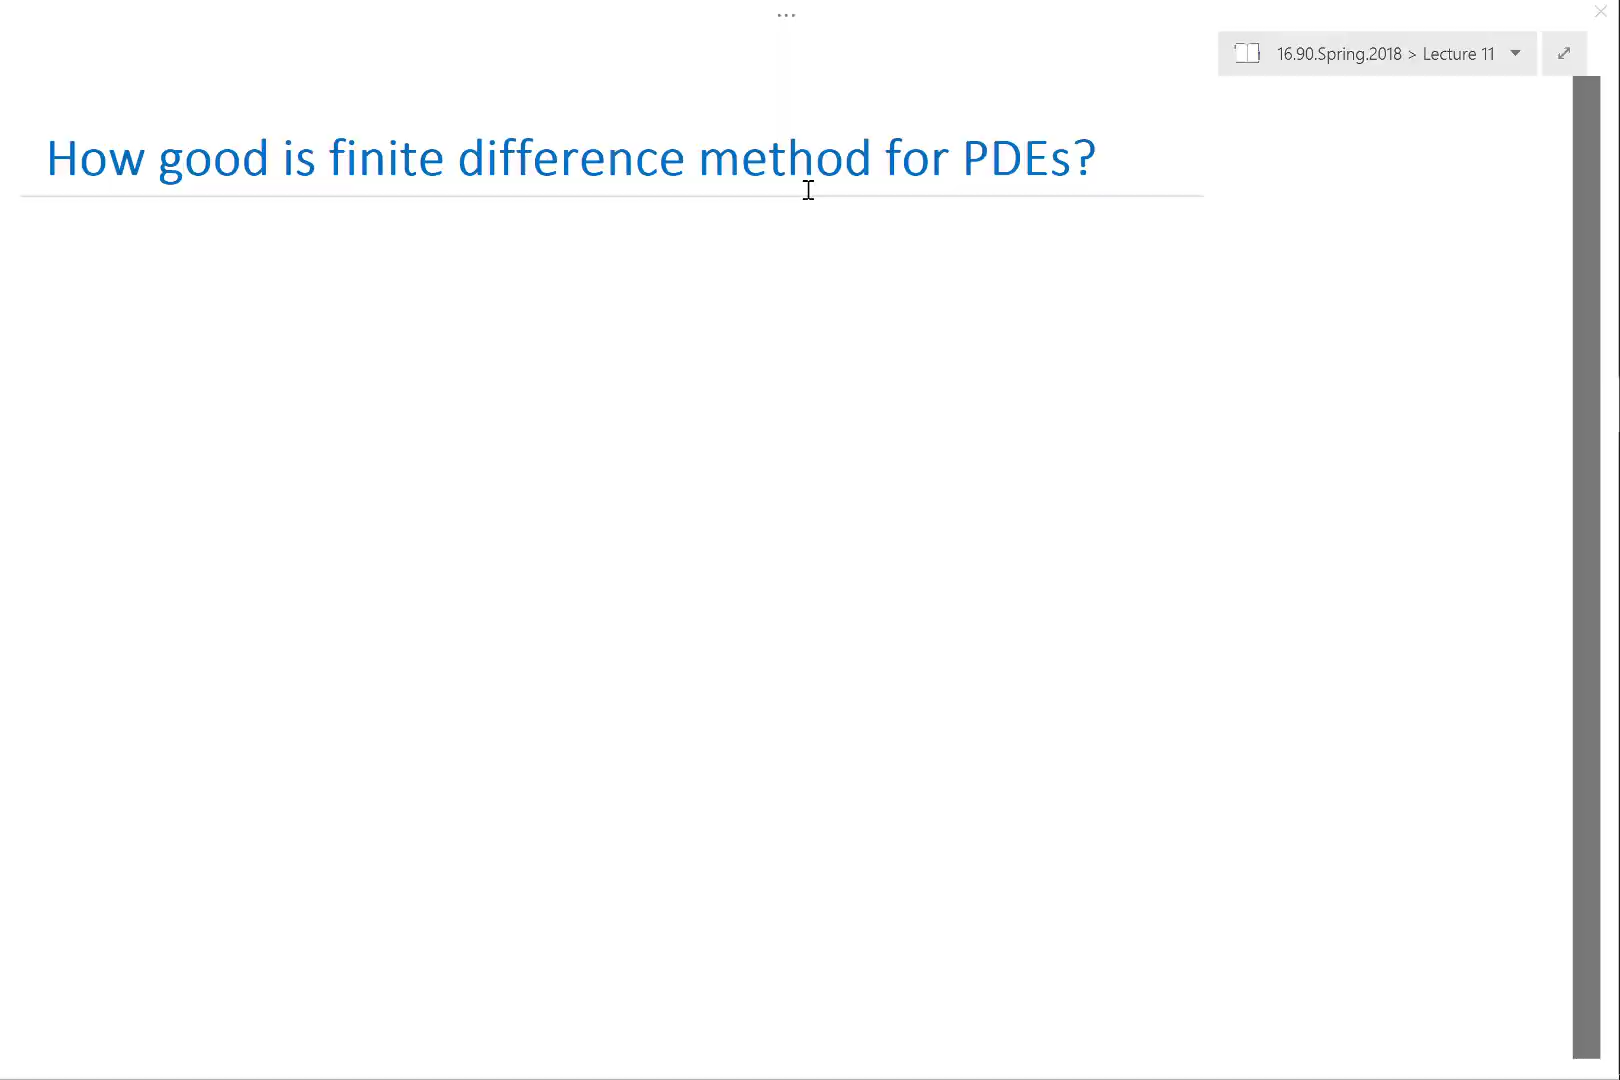 ...
16.90.Spring.2018 > Lecture 11
How good is finite difference method for PDEs?